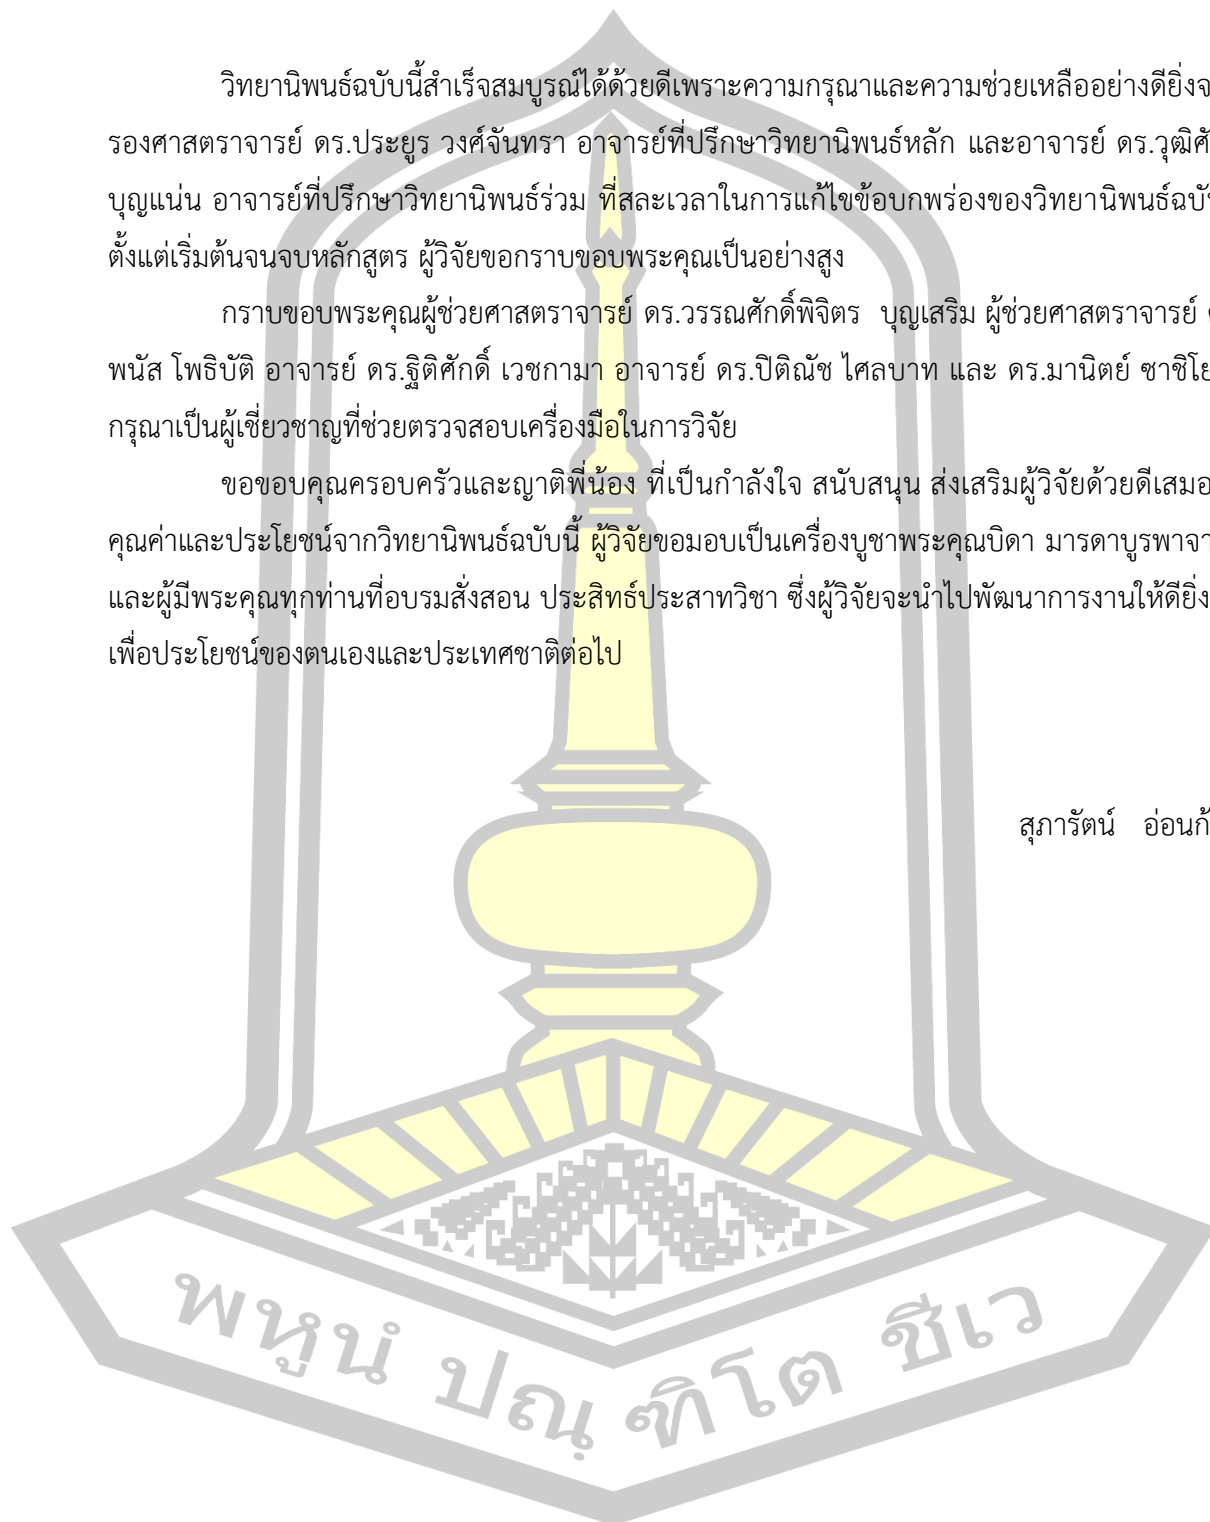 วิทยานิพนธ์ฉบับนี้สำเร็จสมบูรณ์ได้ด้วยดีเพราะความกรุณาและความช่วยเหลืออย่างดียิ่ง
รองศาสตราจารย์ ดร.ประยูร วงศ์จันทรา อาจารย์ที่ปรึกษาวิทยานิพนธ์หลัก และอาจารย์
บุญแน่น อาจารย์ที่ปรึกษาวิทยานิพนธ์ร่วม ที่สละเวลาในการแก้ไขข้อบกพร่องของวิทยานิพนธ์
ตั้งแต่เริ่มต้นจนจบหลักสูตร ผู้วิจัยขอกราบขอบพระคุณเป็นอย่างสูง
กราบขอบพระคุณผู้ช่วยศาสตราจารย์ ดร.วรรณศักดิ์พิจิตร บุญเสริม ผู้ช่วยศาสตราจารย์
พนัส โพธิบัติ อาจารย์ ดร.ฐิติศักดิ์ เวชกามา อาจารย์ ดร.ปิติณัช ไศลบาท และ ดร.มานิตย์
กรุณาเป็นผู้เชี่ยวชาญที่ช่วยตรวจสอบเครื่องมือในการวิจัย
ขอขอบคุณครอบครัวและญาติพี่น้อง ที่เป็นกำลังใจ สนับสนุน ส่งเสริมผู้วิจัยด้วยดีเสมอ
คุณค่าและประโยชน์จากวิทยานิพนธ์ฉบับนี้ ผู้วิจัยขอมอบเป็นเครื่องบูชาพระคุณบิดา มารดา
และผู้มีพระคุณทุกท่านที่อบรมสั่งสอน ประสิทธ์ประสาทวิชา ซึ่งผู้วิจัยจะนำไปพัฒนาการงานให้ดียิ่ง
เพื่อประโยชน์ของตนเองและประเทศชาติต่อไป
สุภารัตน์
พหูนํ ปณฺ ฑิโต ชีเว